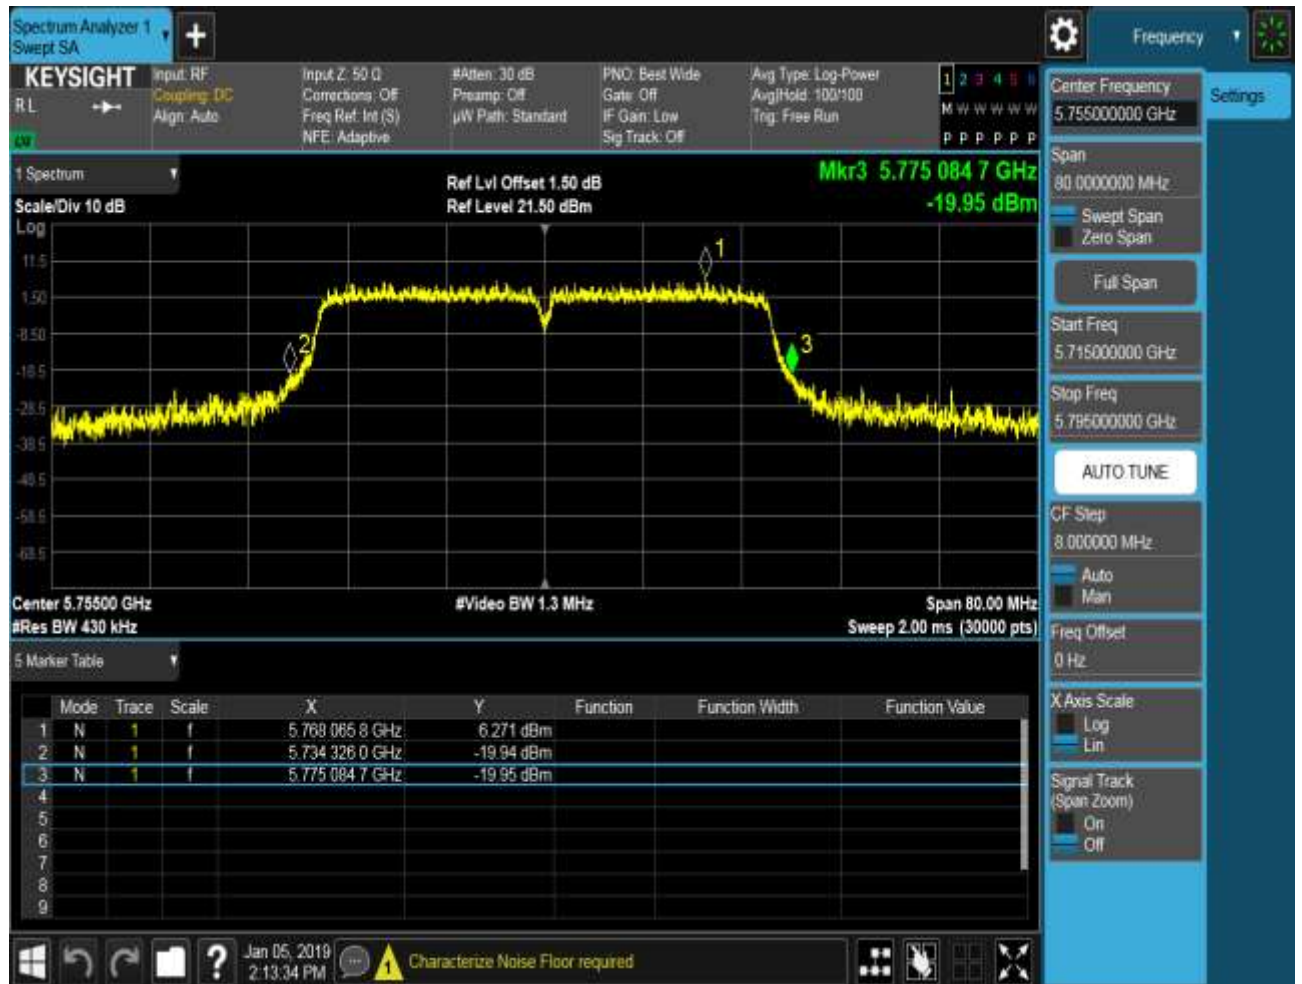 Spectrum Analyzer 1
Swept SA
Frequency
KEYSIGHT
R L
Input: RF
Coupling: DC
Align: Auto
Input Z: 50 Ω
Corrections: Off
Freq Ref: Int (S)
NFE: Adaptive
#Atten: 30 dB
Preamp: Off
µW Path: Standard
PNO: Best Wide
Gate: Off
IF Gain: Low
Sig Track: Off
Avg Type: Log-Power
Avg|Hold: 100/100
Trig: Free Run
1 2 3 4 5 6
M W W W W W
P P P P P P
1 Spectrum
Scale/Div 10 dB
Log
Ref Lvl Offset 1.50 dB
Ref Level 21.50 dBm
Mkr3 5.775 084 7 GHz
-19.95 dBm
11.5
1.50
-8.50
-18.5
-28.5
-38.5
-48.5
-58.5
-68.5
1
2
3
Center 5.75500 GHz
#Res BW 430 kHz
#Video BW 1.3 MHz
Span 80.00 MHz
Sweep 2.00 ms (30000 pts)
5 Marker Table
Mode Trace Scale X Y Function Function Width Function Value
1 N 1 f 5.768 065 8 GHz 6.271 dBm
2 N 1 f 5.734 326 0 GHz -19.94 dBm
3 N 1 f 5.775 084 7 GHz -19.95 dBm
4
5
6
7
8
9
Jan 05, 2019
2:13:34 PM
?
1
Characterize Noise Floor required
Settings
Center Frequency
5.755000000 GHz
Span
80.0000000 MHz
Swept Span
Zero Span
Full Span
Start Freq
5.715000000 GHz
Stop Freq
5.795000000 GHz
AUTO TUNE
CF Step
8.000000 MHz
Auto
Man
Freq Offset
0 Hz
X Axis Scale
Log
Lin
Signal Track
(Span Zoom)
On
Off